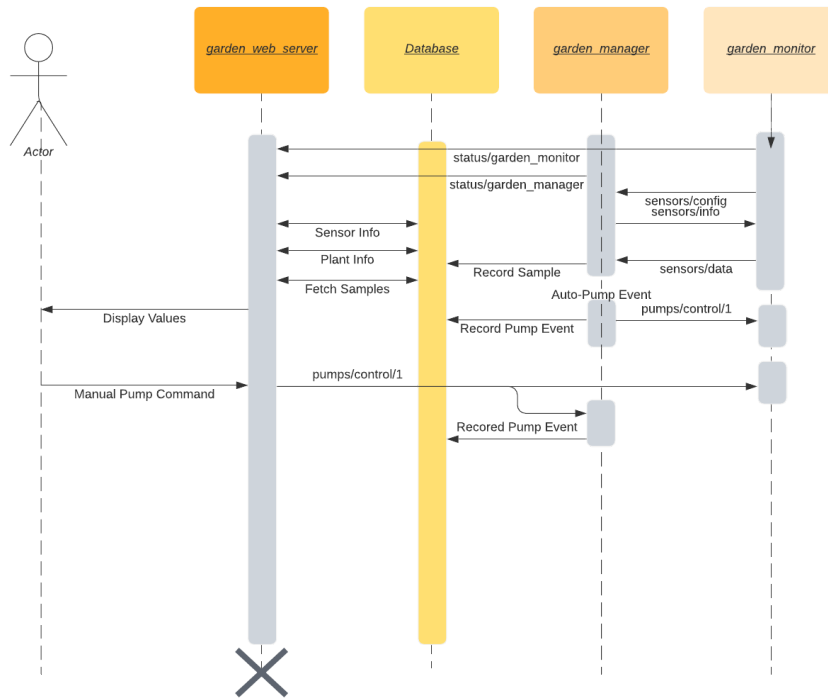 garden_web_server
Database
garden_manager
garden_monitor
Actor
status/garden_monitor
status/garden_manager
sensors/config
sensors/info
Sensor Info
Plant Info
Record Sample
sensors/data
Fetch Samples
Auto-Pump Event
Display Values
Record Pump Event
pumps/control/1
Manual Pump Command
pumps/control/1
Recored Pump Event